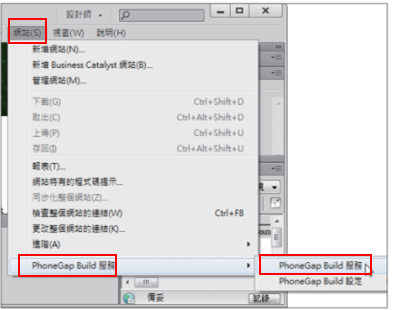 設計師
網站(S) 視窗(W) 說明(H)
新增網站(N)...
新增 Business Catalyst 網站(B)...
管理網站(M)...
下載(G) Ctrl+Shift+D
取出(C) Ctrl+Alt+Shift+D
上傳(P) Ctrl+Shift+U
存回(I) Ctrl+Alt+Shift+U
報表(T)...
網站特有的程式碼提示...
同步化整個網站(Z)...
檢查整個網站的連結(W) Ctrl+F8
更改整個網站的連結(K)...
進階(A)
PhoneGap Build 服務
PhoneGap Build 服務
PhoneGap Build 設定
備妥
記錄...